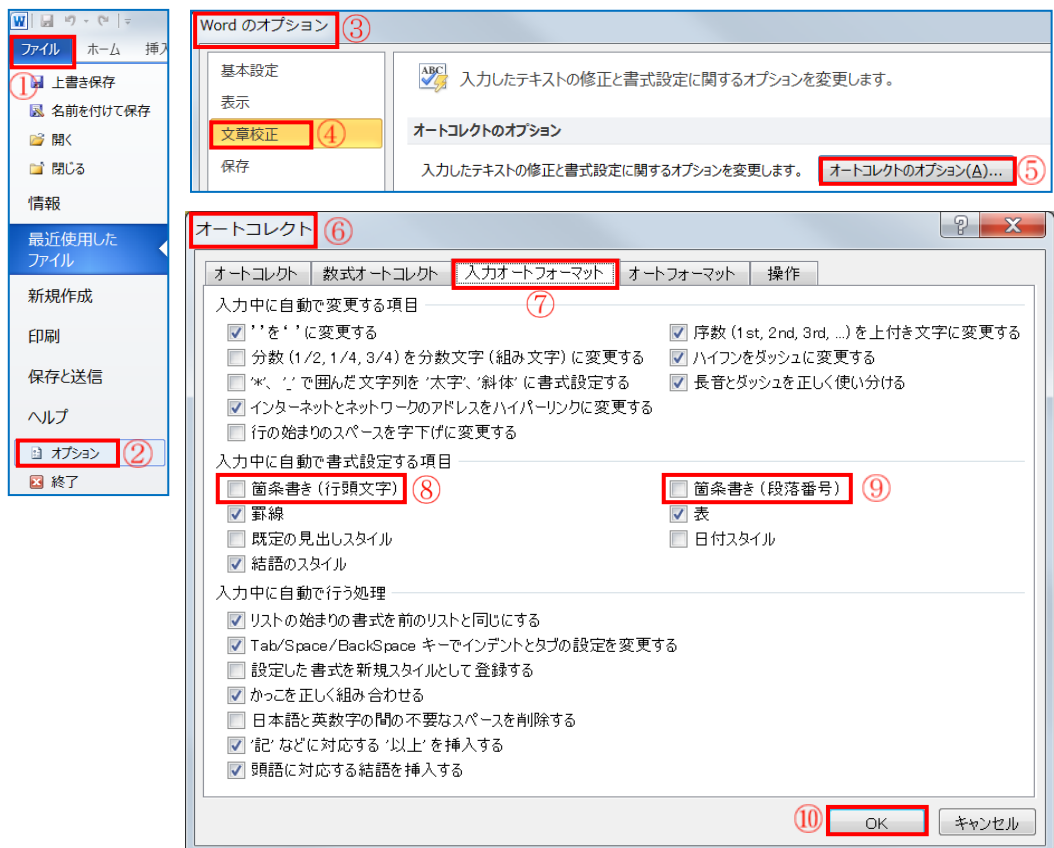 W
ファイル ホーム 挿入
①
上書き保存
名前を付けて保存
開く
閉じる
情報
最近使用した
ファイル
新規作成
印刷
保存と送信
ヘルプ
オプション ②
終了
Word のオプション ③
基本設定
表示
文章校正 ④
保存
ABC
入力したテキストの修正と書式設定に関するオプションを変更します。
オートコレクトのオプション
入力したテキストの修正と書式設定に関するオプションを変更します。 オートコレクトのオプション(A)... ⑤
オートコレクト ⑥
? X
オートコレクト 数式オートコレクト 入力オートフォーマット オートフォーマット 操作
⑦
入力中に自動で変更する項目
' ' を ‘ ’ に変更する 序数 (1st, 2nd, 3rd, ...) を上付き文字に変更する
分数 (1/2, 1/4, 3/4) を分数文字 (組み文字) に変更する ハイフンをダッシュに変更する
'*'、'_' で囲んだ文字列を '太字'、'斜体' に書式設定する 長音とダッシュを正しく使い分ける
インターネットとネットワークのアドレスをハイパーリンクに変更する
行の始まりのスペースを字下げに変更する
入力中に自動で書式設定する項目
箇条書き (行頭文字) ⑧ 箇条書き (段落番号) ⑨
罫線 表
既定の見出しスタイル 日付スタイル
結語のスタイル
入力中に自動で行う処理
リストの始まりの書式を前のリストと同じにする
Tab/Space/BackSpace キーでインデントとタブの設定を変更する
設定した書式を新規スタイルとして登録する
かっこを正しく組み合わせる
日本語と英数字の間の不要なスペースを削除する
'記' などに対応する '以上' を挿入する
頭語に対応する結語を挿入する
⑩ OK キャンセル